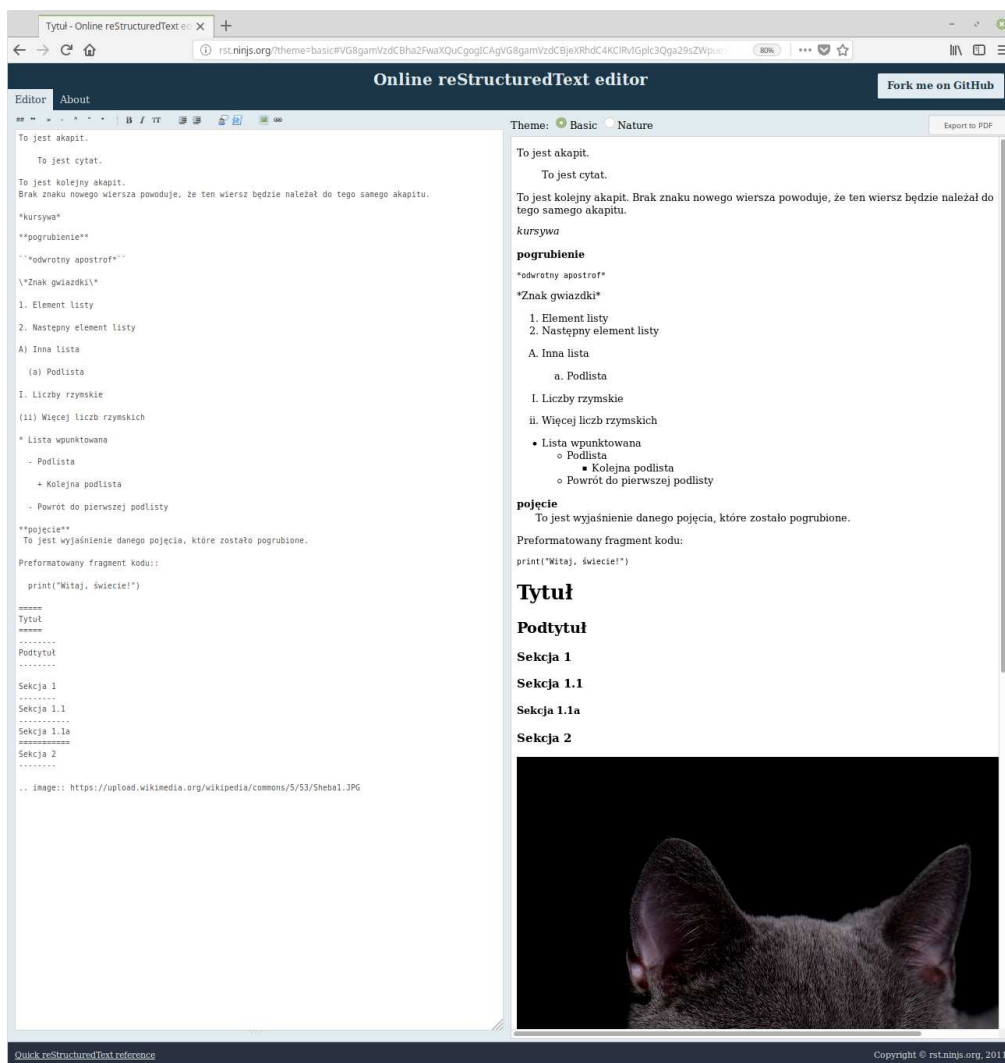 Tytuł - Online reStructuredText ed
rst.ninjs.org/?theme=basic#VG8gamVzdCBha2FwaXQuCgogICAgVG8gamVzdCBjeXRhdC4KClRvIGplc3Qga29sZWpue
80%
Online reStructuredText editor
Fork me on GitHub
Editor About
B I TT
To jest akapit.
To jest cytat.
To jest kolejny akapit.
Brak znaku nowego wiersza powoduje, że ten wiersz będzie należał do tego samego akapitu.
*kursywa*
**pogrubienie**
``*odwrotny apostrof*``
\*Znak gwiazdki\*
1. Element listy
2. Następny element listy
A) Inna lista
(a) Podlista
I. Liczby rzymskie
(ii) Więcej liczb rzymskich
* Lista wpunktowana
- Podlista
+ Kolejna podlista
- Powrót do pierwszej podlisty
**pojęcie**
To jest wyjaśnienie danego pojęcia, które zostało pogrubione.
Preformatowany fragment kodu::
print("Witaj, świecie!")
=====
Tytuł
=====
--------
Podtytuł
--------
Sekcja 1
--------
Sekcja 1.1
-----------
Sekcja 1.1a
===========
Sekcja 2
--------
.. image:: https://upload.wikimedia.org/wikipedia/commons/5/53/Sheba1.JPG
Theme: Basic Nature
Export to PDF
To jest akapit.
To jest cytat.
To jest kolejny akapit. Brak znaku nowego wiersza powoduje, że ten wiersz będzie należał do
tego samego akapitu.
kursywa
pogrubienie
*odwrotny apostrof*
*Znak gwiazdki*
1. Element listy
2. Następny element listy
A. Inna lista
a. Podlista
I. Liczby rzymskie
ii. Więcej liczb rzymskich
• Lista wpunktowana
◦ Podlista
▪ Kolejna podlista
◦ Powrót do pierwszej podlisty
pojęcie
To jest wyjaśnienie danego pojęcia, które zostało pogrubione.
Preformatowany fragment kodu:
print("Witaj, świecie!")
Tytuł
Podtytuł
Sekcja 1
Sekcja 1.1
Sekcja 1.1a
Sekcja 2
Quick reStructuredText reference
Copyright © rst.ninjs.org, 201